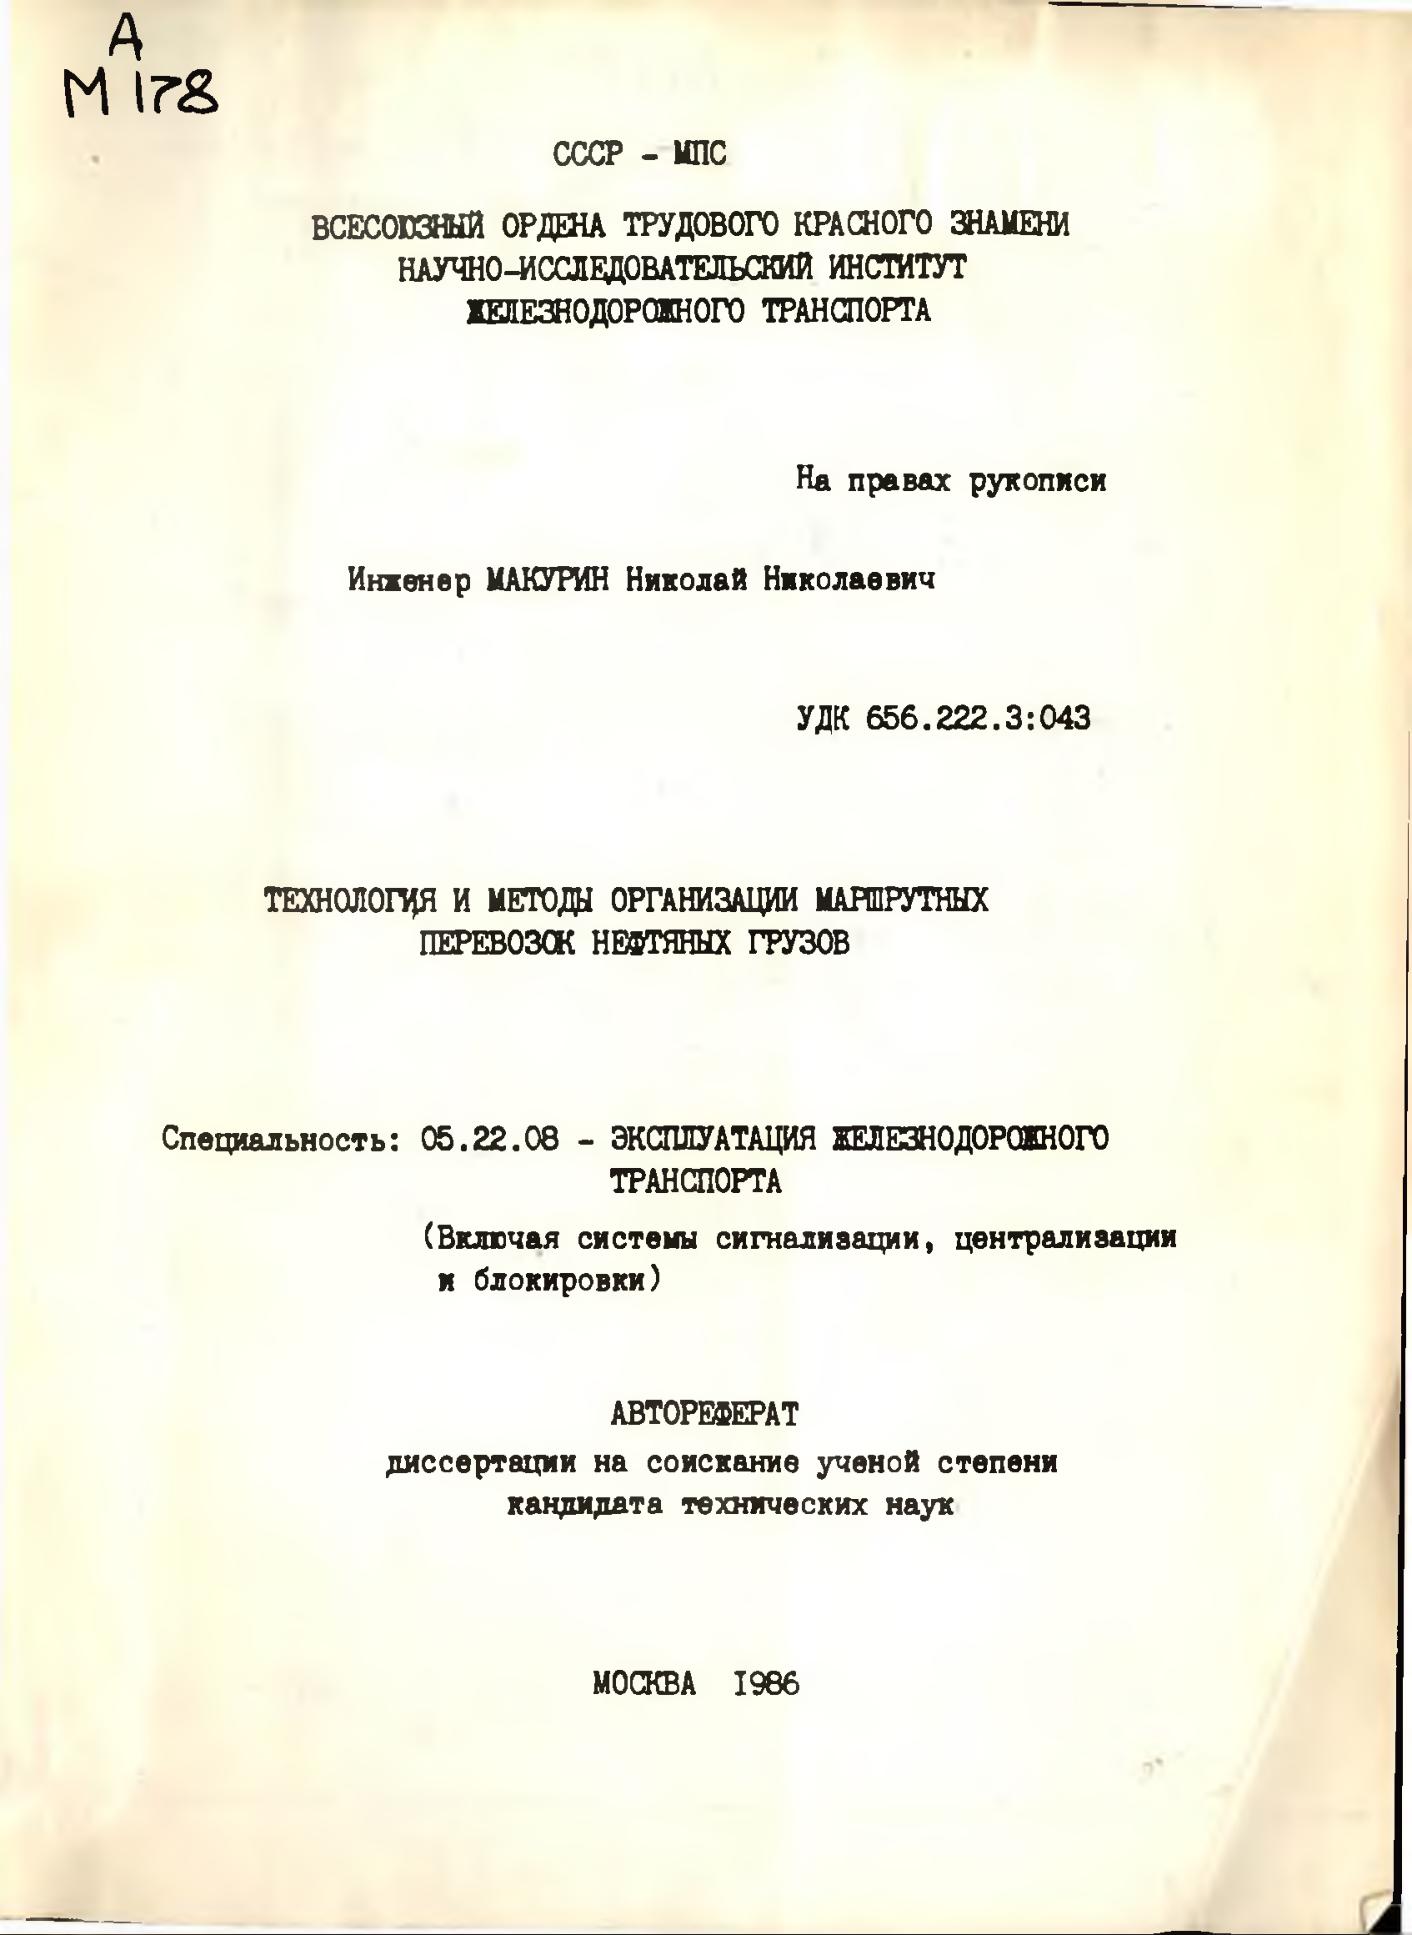 А
М 178
СССР - МПС
ВСЕСОЮЗНЫЙ ОРДЕНА ТРУДОВОГО КРАСНОГО ЗНАМЕНИ
НАУЧНО-ИССЛЕДОВАТЕЛЬСКИЙ ИНСТИТУТ
ЖЕЛЕЗНОДОРОЖНОГО ТРАНСПОРТА
На правах рукописи
Инженер МАКУРИН Николай Николаевич
УДК 656.222.3:043
ТЕХНОЛОГИЯ И МЕТОДЫ ОРГАНИЗАЦИИ МАРШРУТНЫХ
ПЕРЕВОЗОК НЕФТЯНЫХ ГРУЗОВ
Специальность: 05.22.08 - ЭКСПЛУАТАЦИЯ ЖЕЛЕЗНОДОРОЖНОГО
ТРАНСПОРТА
(Включая системы сигнализации, централизации
и блокировки)
АВТОРЕФЕРАТ
диссертации на соискание ученой степени
кандидата технических наук
МОСКВА 1986